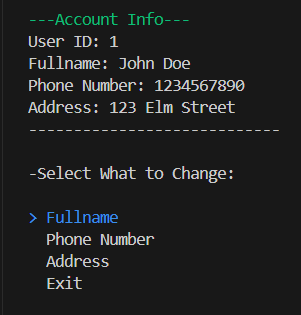 ---Account Info---
User ID: 1
Fullname: John Doe
Phone Number: 1234567890
Address: 123 Elm Street
----------------------------
-Select What to Change:
> Fullname
Phone Number
Address
Exit